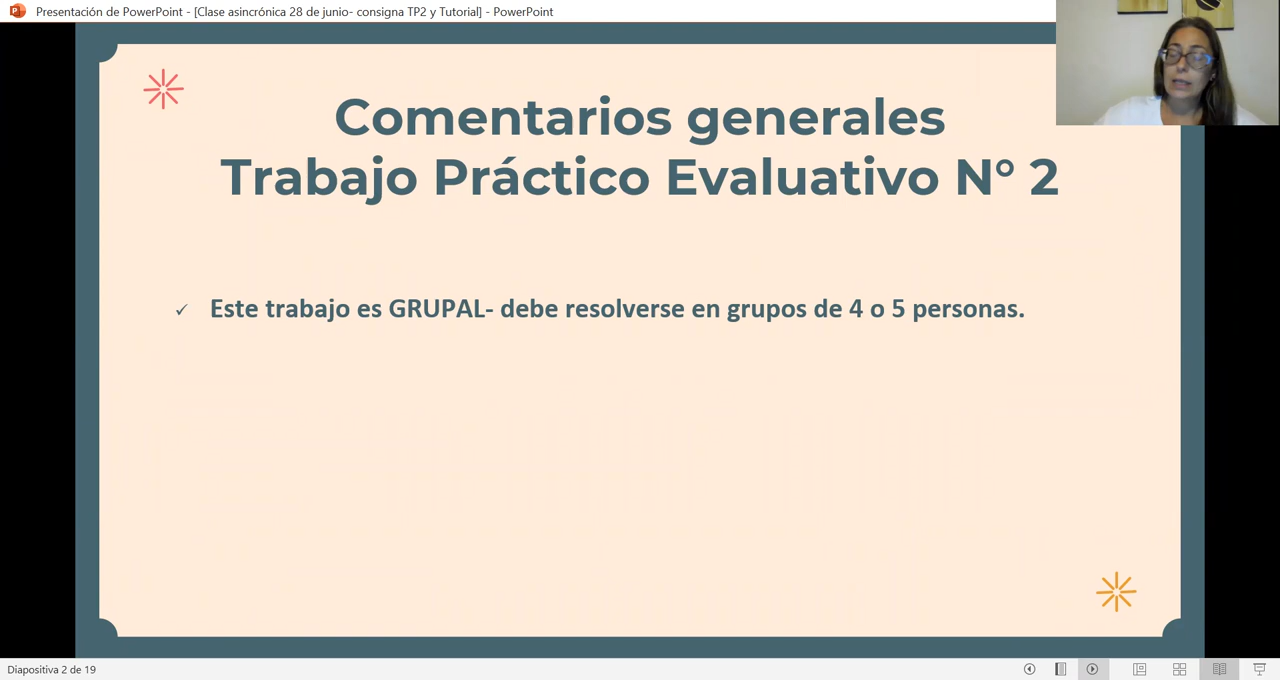 Presentación de PowerPoint - [Clase asincrónica 28 de junio- consigna TP2 y Tutorial] - PowerPoint
Comentarios generales
Trabajo Práctico Evaluativo N° 2
✓ Este trabajo es GRUPAL- debe resolverse en grupos de 4 o 5 personas.
Diapositiva 2 de 19